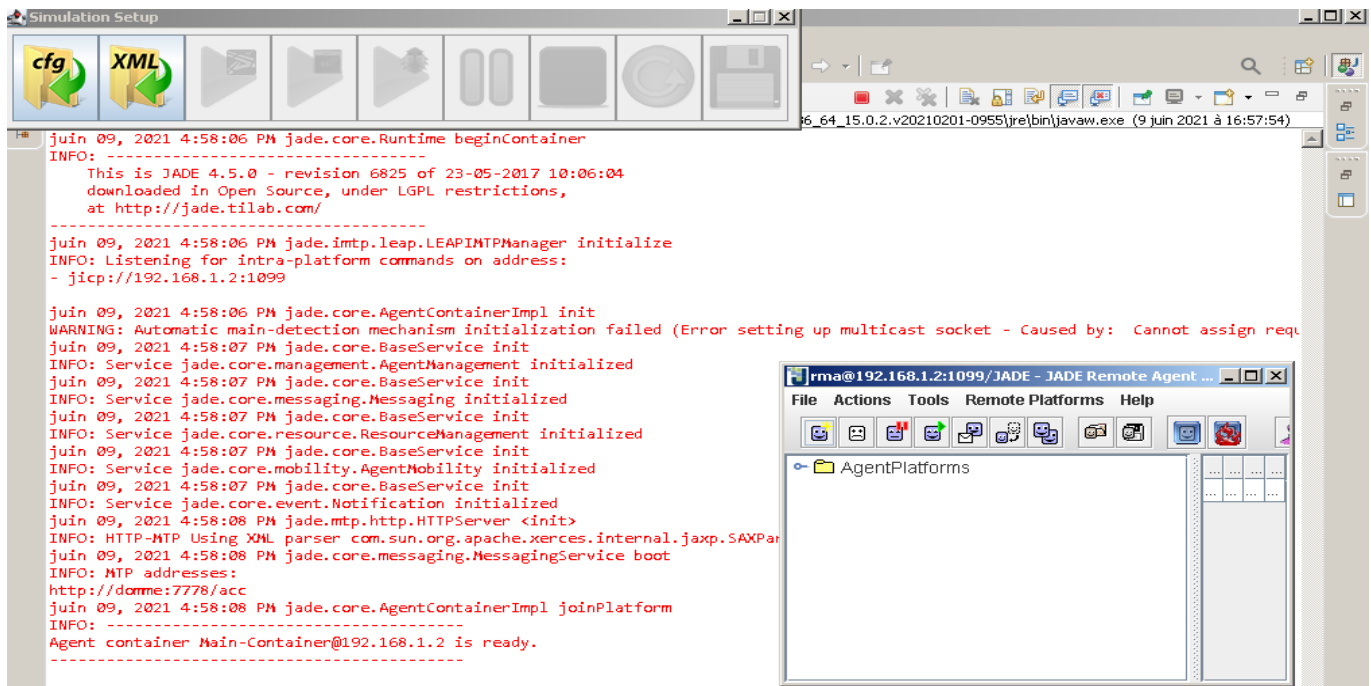 Simulation Setup
cfg
XML
36_64_15.0.2.v20210201-0955\jre\bin\javaw.exe (9 juin 2021 à 16:57:54)
juin 09, 2021 4:58:06 PM jade.core.Runtime beginContainer
INFO: ----------------------------------
This is JADE 4.5.0 - revision 6825 of 23-05-2017 10:06:04
downloaded in Open Source, under LGPL restrictions,
at http://jade.tilab.com/
----------------------------------------
juin 09, 2021 4:58:06 PM jade.imtp.leap.LEAPIMTPManager initialize
INFO: Listening for intra-platform commands on address:
- jicp://192.168.1.2:1099
juin 09, 2021 4:58:06 PM jade.core.AgentContainerImpl init
WARNING: Automatic main-detection mechanism initialization failed (Error setting up multicast socket - Caused by:  Cannot assign requ
juin 09, 2021 4:58:07 PM jade.core.BaseService init
INFO: Service jade.core.management.AgentManagement initialized
juin 09, 2021 4:58:07 PM jade.core.BaseService init
INFO: Service jade.core.messaging.Messaging initialized
juin 09, 2021 4:58:07 PM jade.core.BaseService init
INFO: Service jade.core.resource.ResourceManagement initialized
juin 09, 2021 4:58:07 PM jade.core.BaseService init
INFO: Service jade.core.mobility.AgentMobility initialized
juin 09, 2021 4:58:07 PM jade.core.BaseService init
INFO: Service jade.core.event.Notification initialized
juin 09, 2021 4:58:08 PM jade.mtp.http.HTTPServer <init>
INFO: HTTP-MTP Using XML parser com.sun.org.apache.xerces.internal.jaxp.SAXPar
juin 09, 2021 4:58:08 PM jade.core.messaging.MessagingService boot
INFO: MTP addresses:
http://domme:7778/acc
juin 09, 2021 4:58:08 PM jade.core.AgentContainerImpl joinPlatform
INFO: --------------------------------------
Agent container Main-Container@192.168.1.2 is ready.
--------------------------------------------
rma@192.168.1.2:1099/JADE - JADE Remote Agent ...
File Actions Tools Remote Platforms Help
AgentPlatforms
... ... ... ...
... ... ... ...